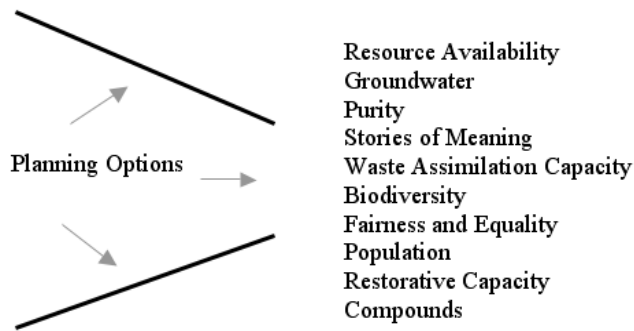 Resource Availability
Groundwater
Purity
Stories of Meaning
Planning Options
Waste Assimilation Capacity
Biodiversity
Fairness and Equality
Population
Restorative Capacity
Compounds